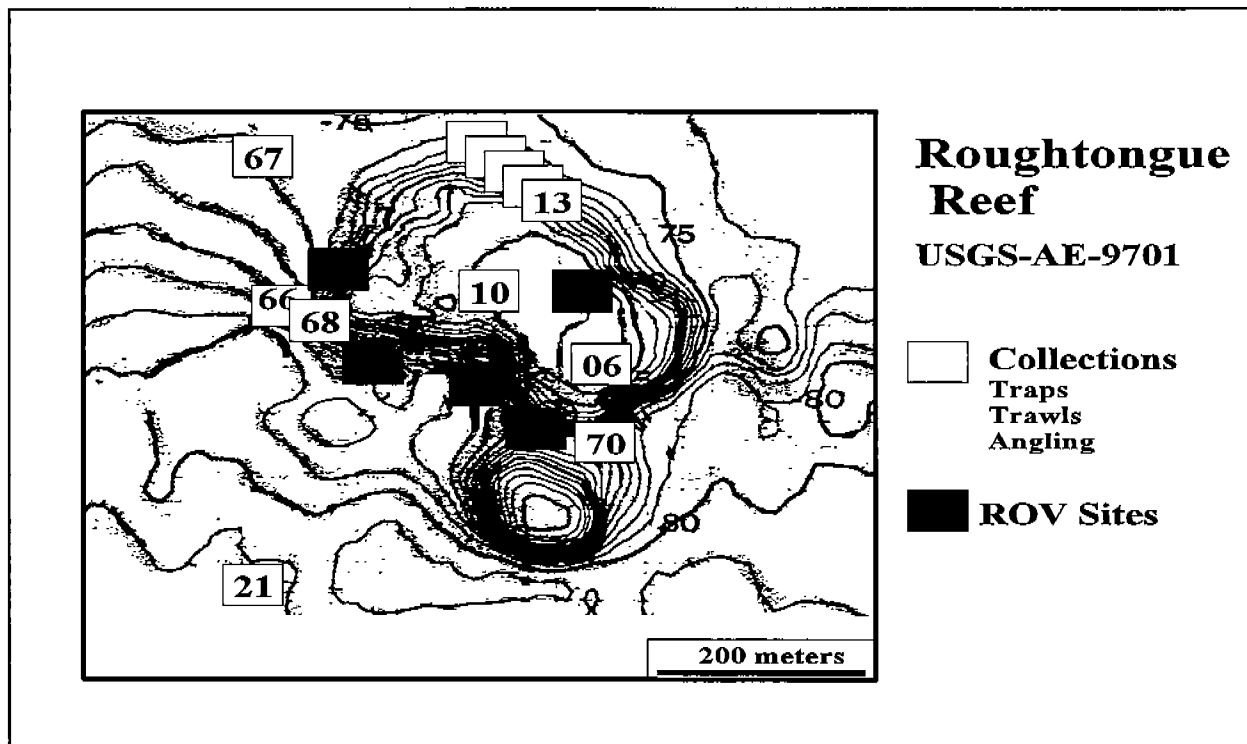 -75
67
13
75
10
66
68
06
80
70
80
21
200 meters
Roughtongue
Reef
USGS-AE-9701
Collections
Traps
Trawls
Angling
ROV Sites